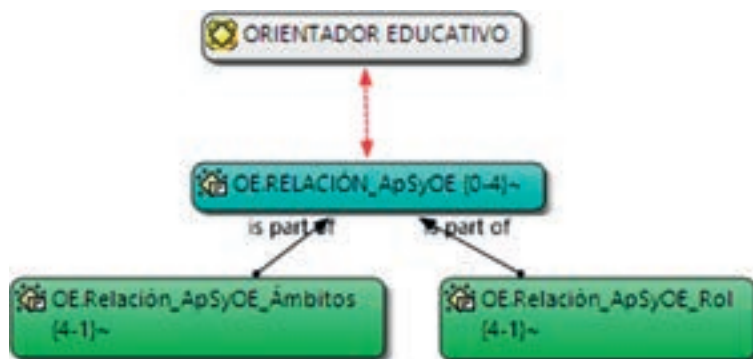 ORIENTADOR EDUCATIVO
OE.RELACIÓN_ApSyOE {0-4}~
is part of
is part of
OE.Relación_ApSyOE_Ámbitos
{4-1}~
OE.Relación_ApSyOE_Rol
{4-1}~